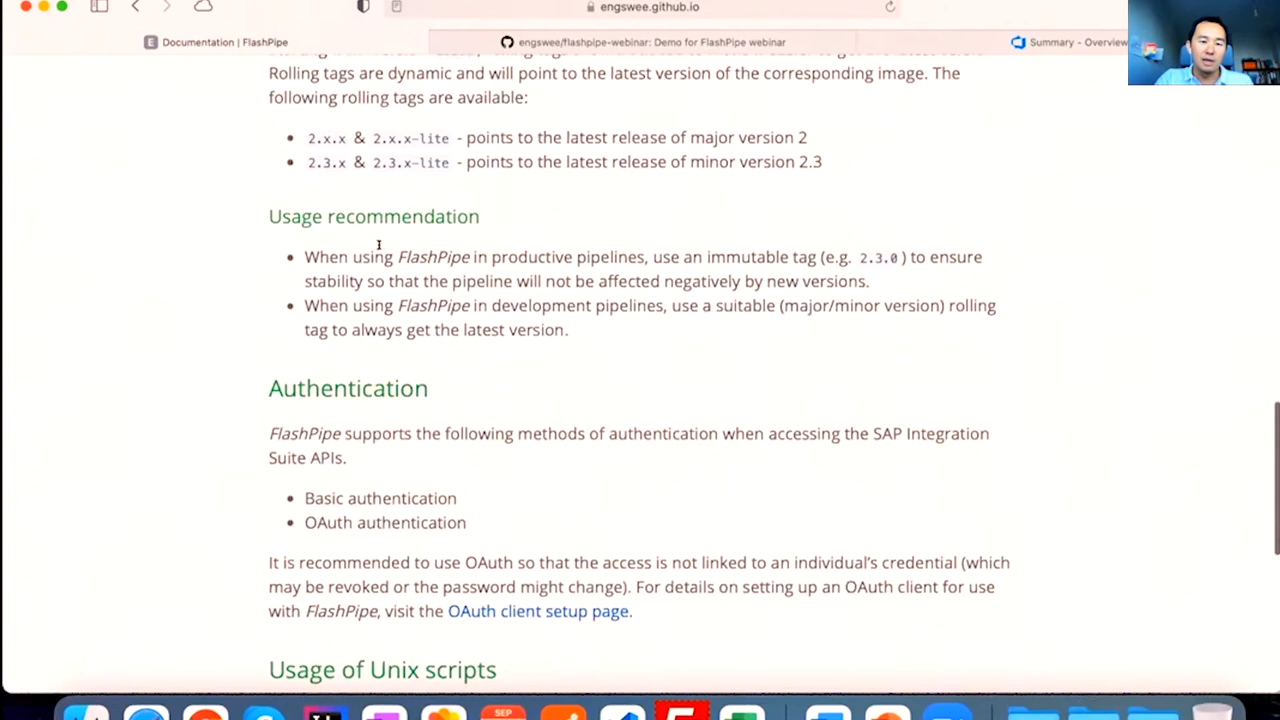 engswee.github.io
Documentation | FlashPipe
engswee/flashpipe-webinar: Demo for FlashPipe webinar
Summary - Overview
Rolling tags are dynamic and will point to the latest version of the corresponding image. The
following rolling tags are available:
2.x.x & 2.x.x-lite - points to the latest release of major version 2
2.3.x & 2.3.x-lite - points to the latest release of minor version 2.3
Usage recommendation
When using FlashPipe in productive pipelines, use an immutable tag (e.g. 2.3.0) to ensure
stability so that the pipeline will not be affected negatively by new versions.
When using FlashPipe in development pipelines, use a suitable (major/minor version) rolling
tag to always get the latest version.
Authentication
FlashPipe supports the following methods of authentication when accessing the SAP Integration
Suite APIs.
Basic authentication
OAuth authentication
It is recommended to use OAuth so that the access is not linked to an individual's credential (which
may be revoked or the password might change). For details on setting up an OAuth client for use
with FlashPipe, visit the OAuth client setup page.
Usage of Unix scripts
SEP